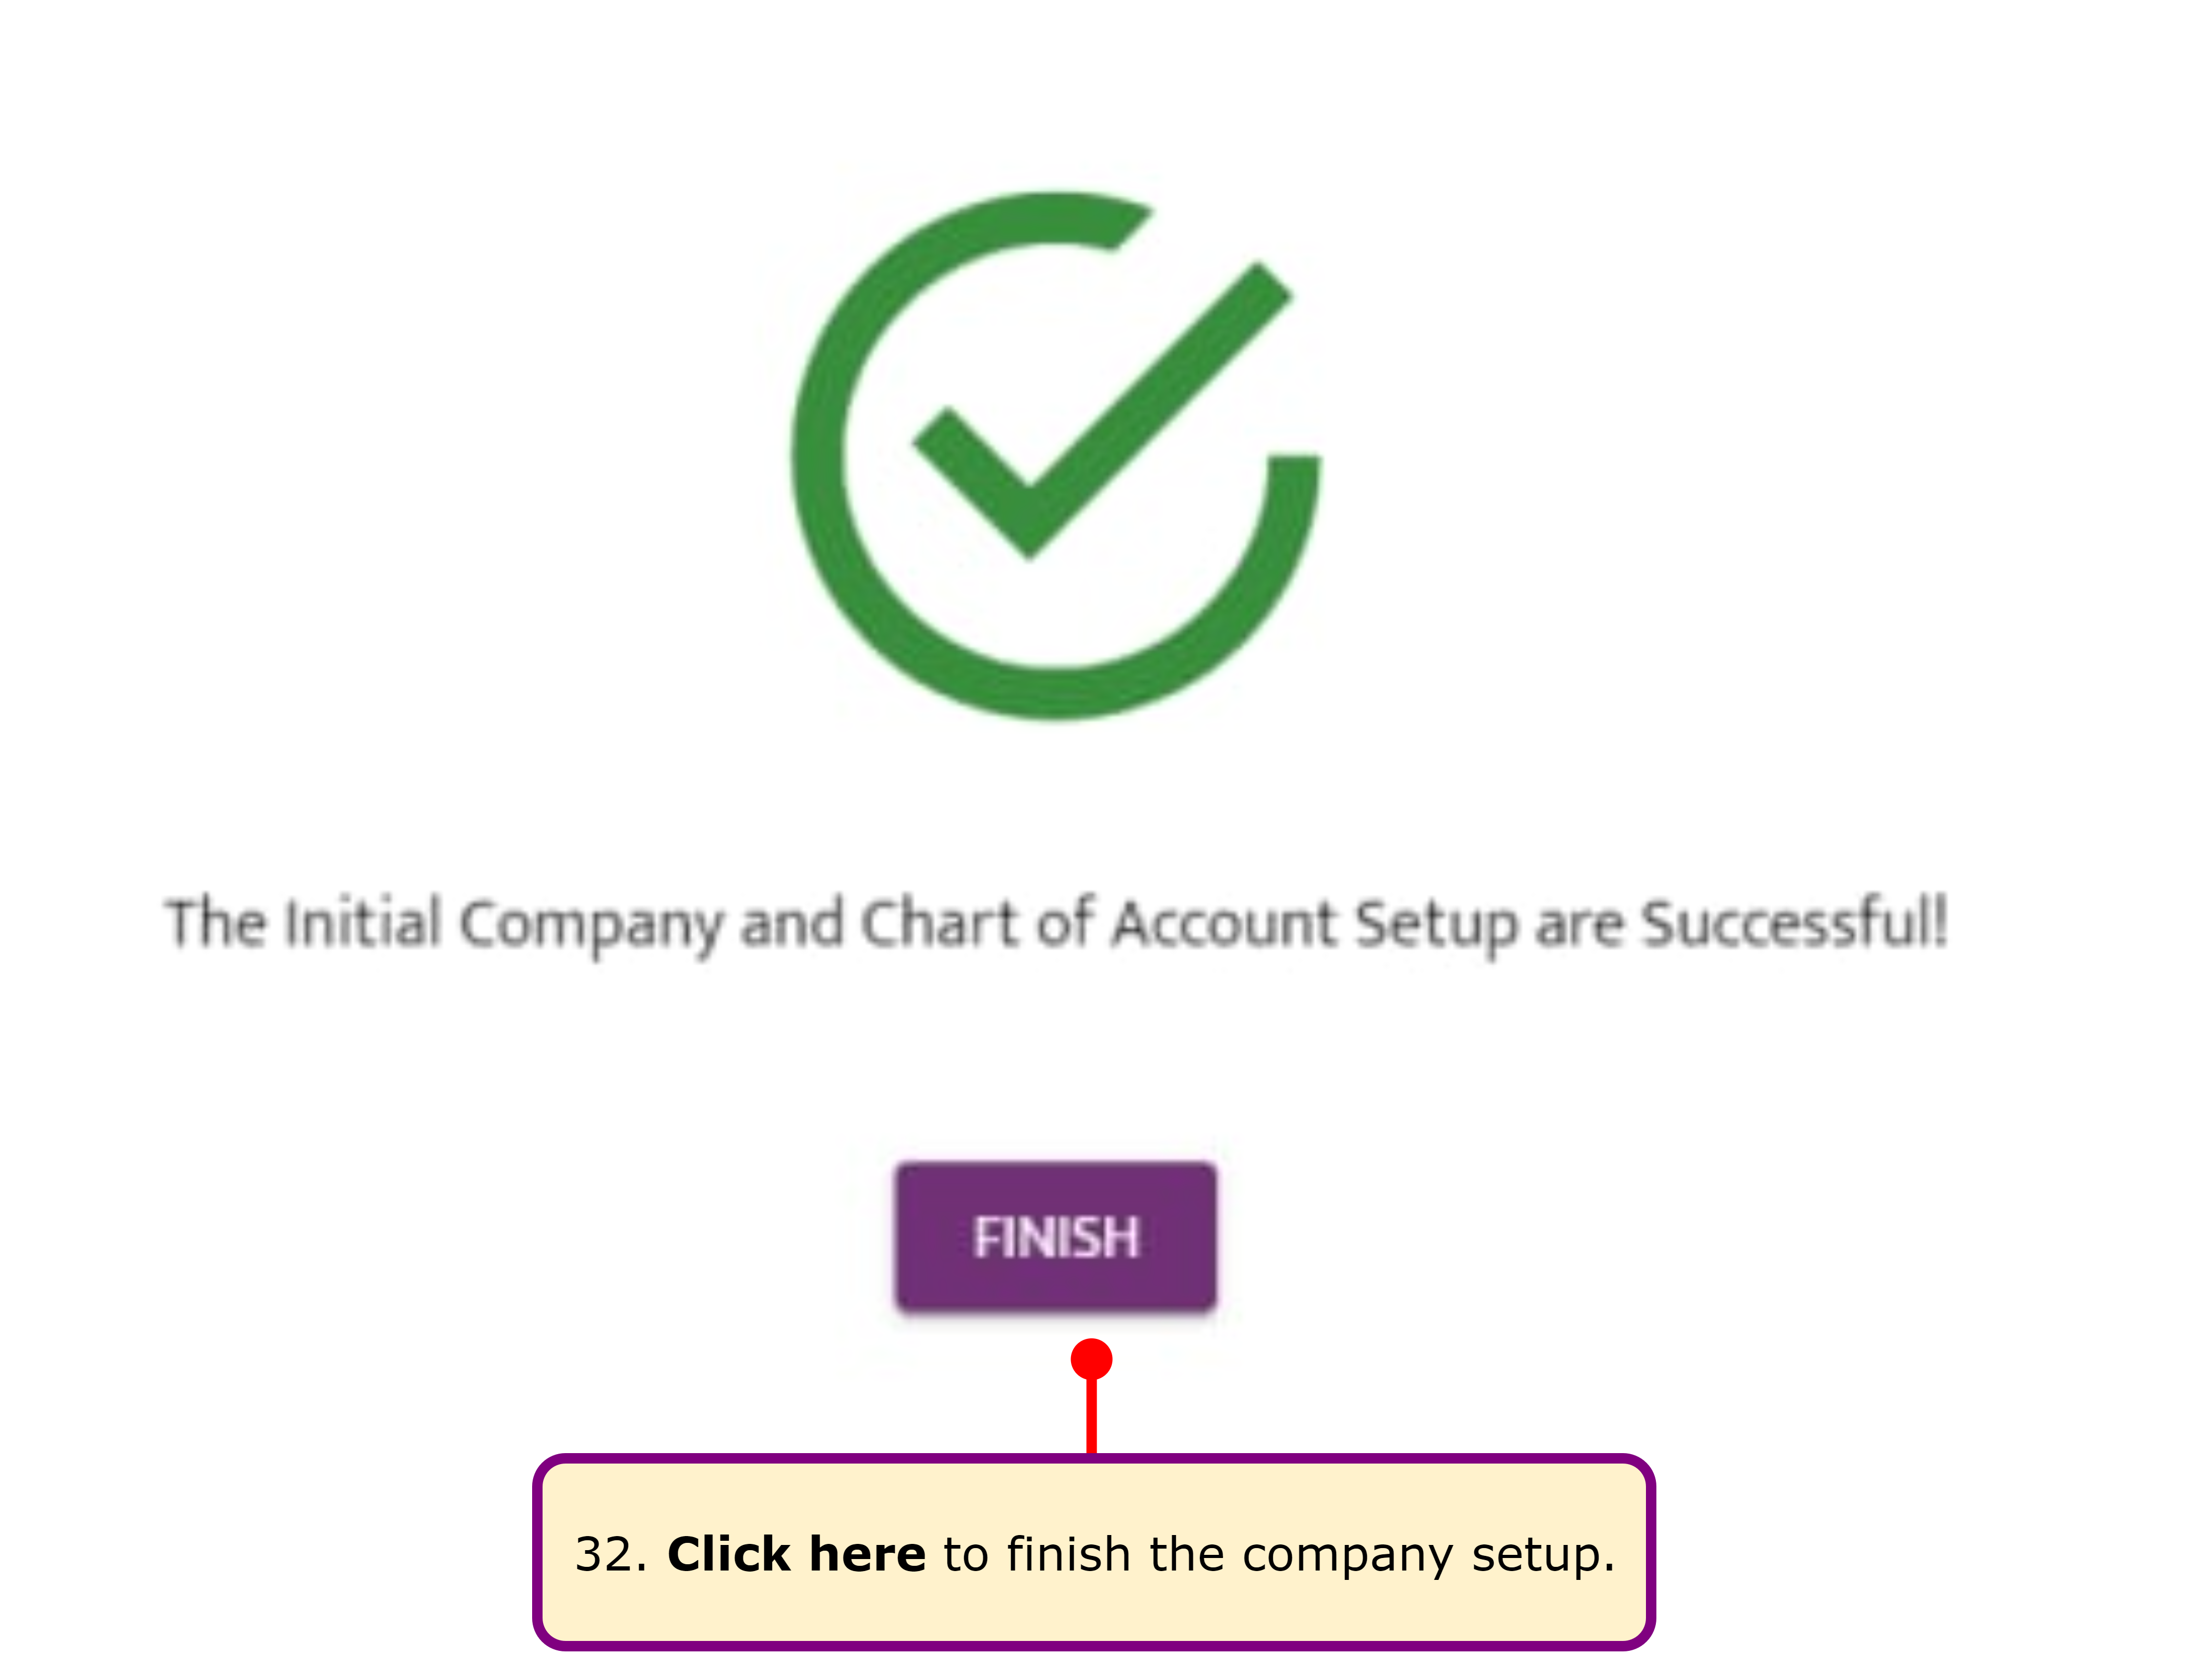 The Initial Company and Chart of Account Setup are Successful!
FINISH
32. Click here to finish the company setup.